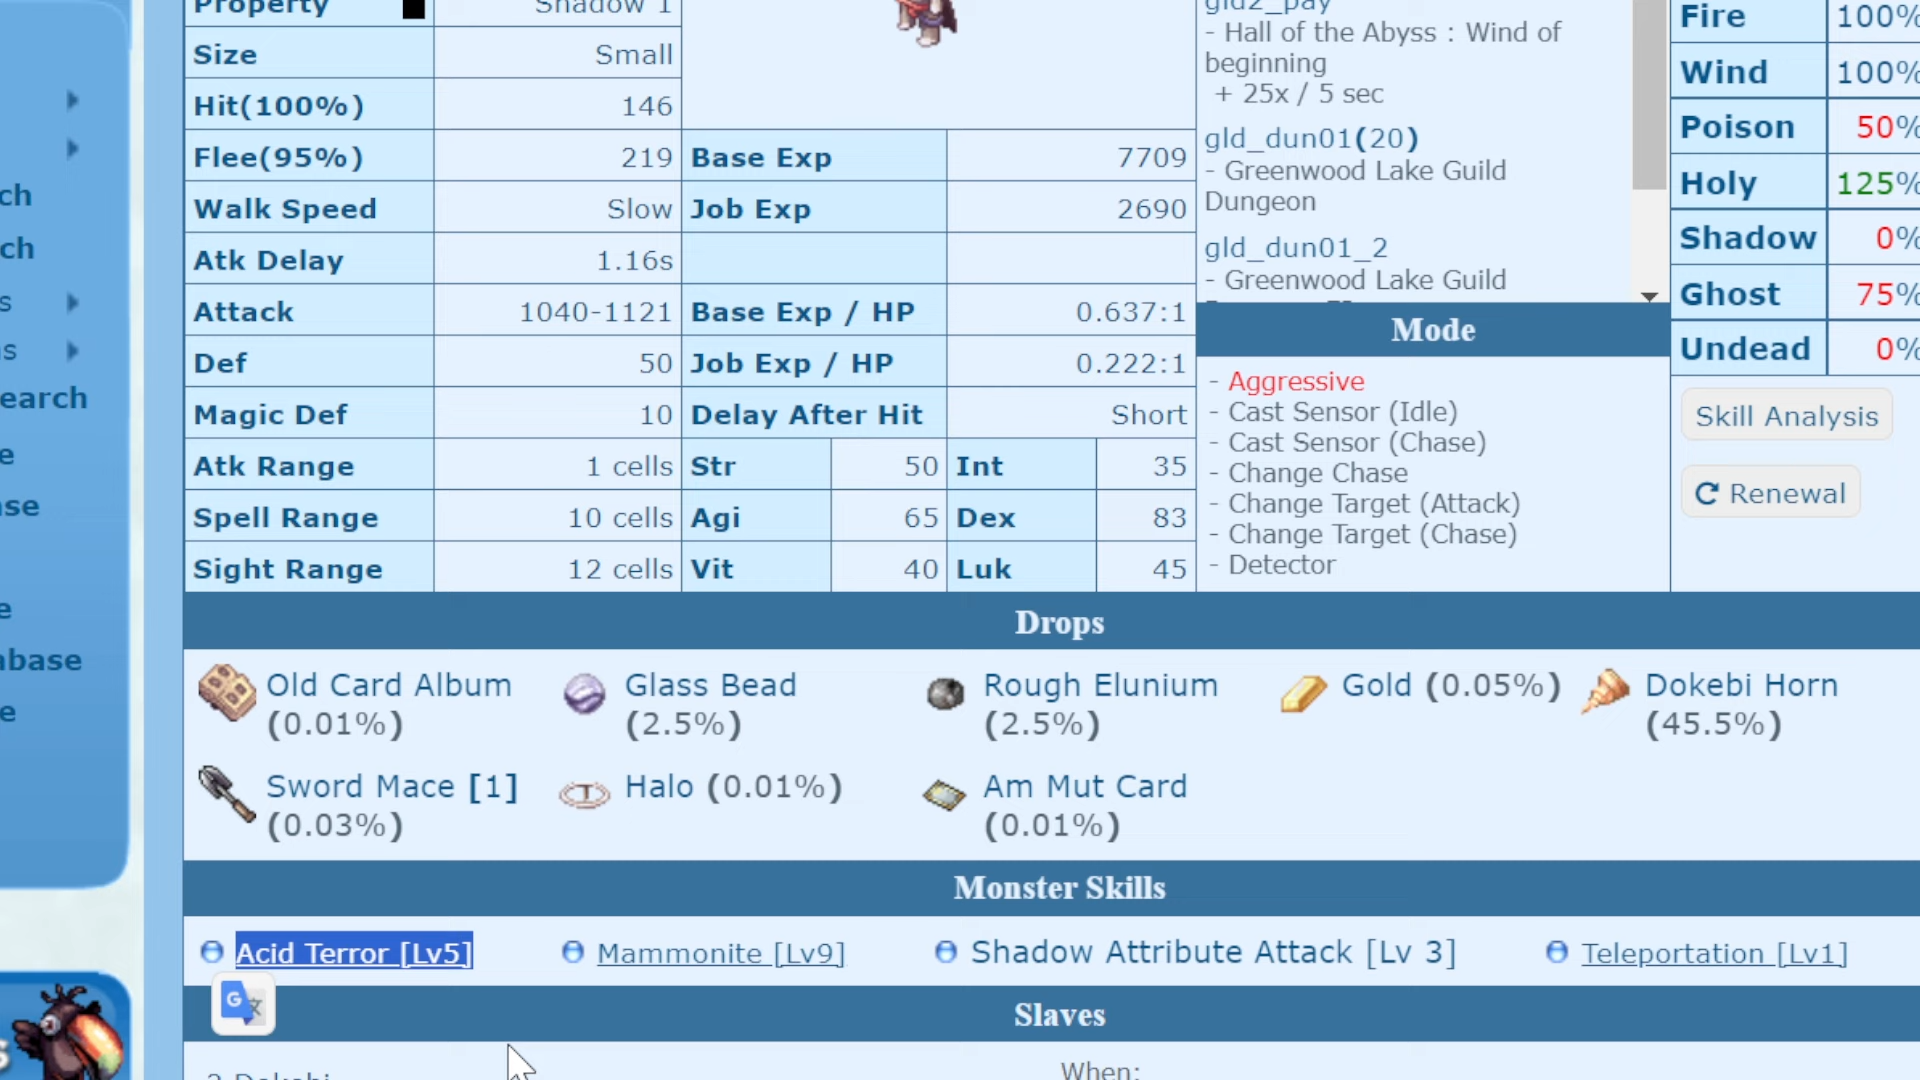 Property Shadow 1
Size Small
Hit(100%) 146
Flee(95%) 219
Walk Speed Slow
Atk Delay 1.16s
Attack 1040-1121
Def 50
Magic Def 10
Atk Range 1 cells
Spell Range 10 cells
Sight Range 12 cells
Base Exp 7709
Job Exp 2690
Base Exp / HP 0.637:1
Job Exp / HP 0.222:1
Delay After Hit Short
Str 50 Int 35
Agi 65 Dex 83
Vit 40 Luk 45
gld2_pay
- Hall of the Abyss : Wind of
beginning
+ 25x / 5 sec
gld_dun01(20)
- Greenwood Lake Guild
Dungeon
gld_dun01_2
- Greenwood Lake Guild
Mode
- Aggressive
- Cast Sensor (Idle)
- Cast Sensor (Chase)
- Change Chase
- Change Target (Attack)
- Change Target (Chase)
- Detector
Fire 100%
Wind 100%
Poison 50%
Holy 125%
Shadow 0%
Ghost 75%
Undead 0%
Skill Analysis
Renewal
ch
ch
s
s
earch
e
se
e
abase
e
Drops
Old Card Album
(0.01%)
Glass Bead
(2.5%)
Rough Elunium
(2.5%)
Gold (0.05%)
Dokebi Horn
(45.5%)
Sword Mace [1]
(0.03%)
Halo (0.01%)
Am Mut Card
(0.01%)
Monster Skills
Acid Terror [Lv5] Mammonite [Lv9] Shadow Attribute Attack [Lv 3] Teleportation [Lv1]
Slaves
When: